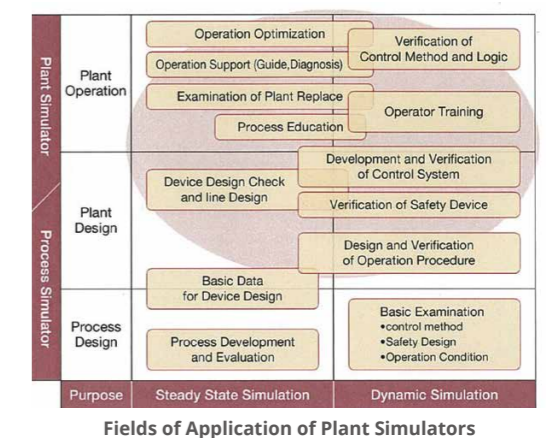 Plant Simulator
Process Simulator
Plant
Operation
Operation Optimization
Operation Support (Guide,Diagnosis)
Examination of Plant Replace
Process Education
Verification of
Control Method and Logic
Operator Training
Plant
Design
Device Design Check
and line Design
Development and Verification
of Control System
Verification of Safety Device
Design and Verification
of Operation Procedure
Basic Data
for Device Design
Process
Design
Process Development
and Evaluation
Basic Examination
•control method
•Safety Design
•Operation Condition
Purpose
Steady State Simulation
Dynamic Simulation
Fields of Application of Plant Simulators